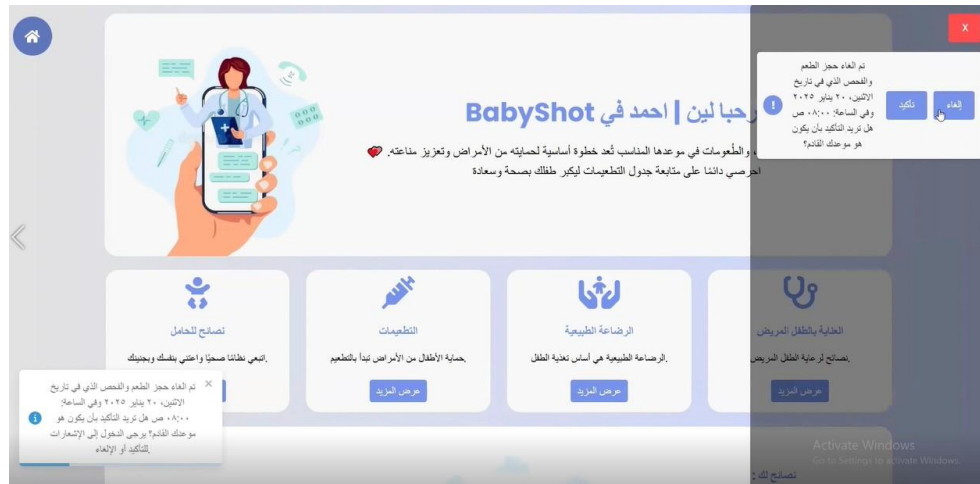 X
تم الغاء حجز الطعم
والفحص الذي في تاريخ
الاثنين، ٢٠ يناير ٢٠٢٥
وفي الساعة: ٠٨:٠٠ ص
هل تريد التأكيد بأن يكون
هو موعدك القادم؟
تأكيد
إلغاء
رحبا لين | احمد في BabyShot
والطُعومات في موعدها المناسب تُعد خطوة أساسية لحمايته من الأمراض وتعزيز مناعته.
احرصي دائمًا على متابعة جدول التطعيمات ليكبر طفلك بصحة وسعادة
العناية بالطفل المريض
نصائح لرعاية الطفل المريض.
عرض المزيد
الرضاعة الطبيعية
الرضاعة الطبيعية هي أساس تغذية الطفل.
عرض المزيد
التطعيمات
حماية الأطفال من الأمراض تبدأ بالتطعيم.
عرض المزيد
نصائح للحامل
اتبعي نظامًا صحيًا واعتني بنفسك وبجنينك.
تم الغاء حجز الطعم والفحص الذي في تاريخ
الاثنين، ٢٠ يناير ٢٠٢٥ وفي الساعة:
٠٨:٠٠ ص هل تريد التأكيد بأن يكون هو
موعدك القادم؟ يرجى الدخول إلى الإشعارات
للتأكيد أو الإلغاء.
نصائح لك :
Activate Windows
Go to Settings to activate Windows.